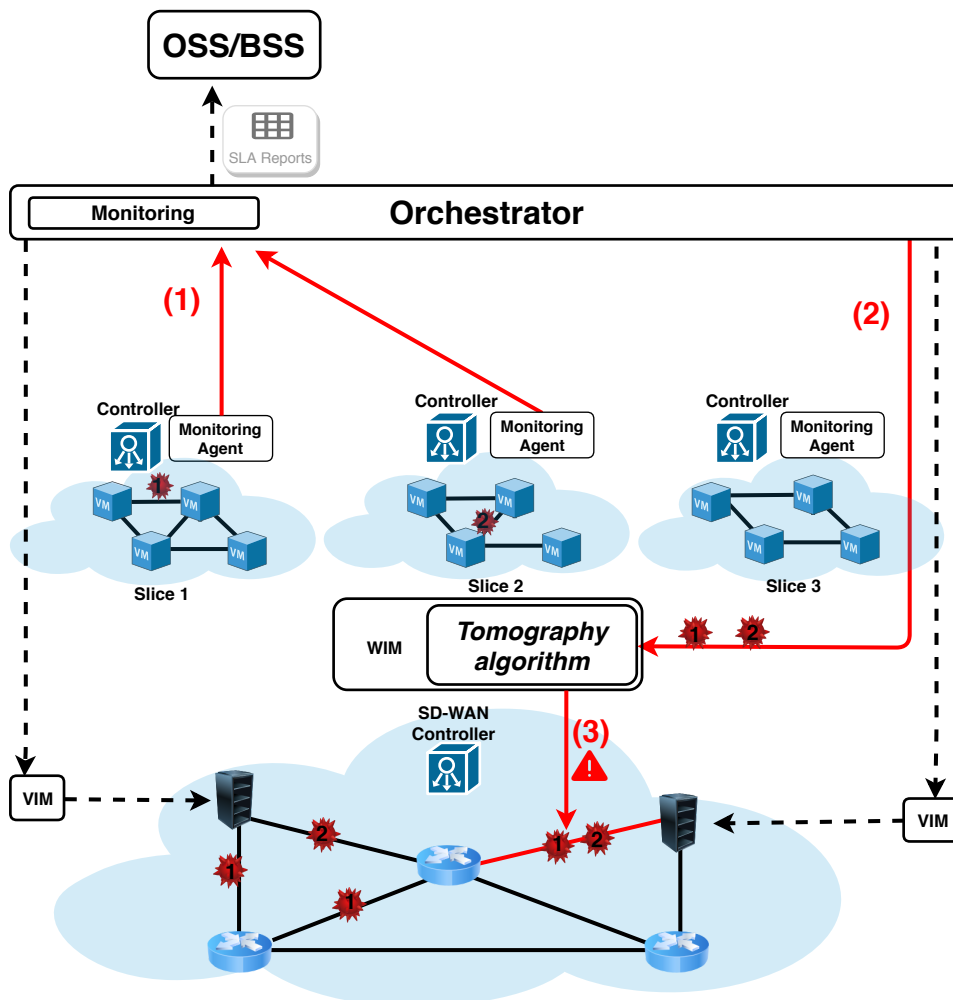 OSS/BSS
SLA Reports
Monitoring
Orchestrator
(1)
(2)
Controller
Monitoring
Agent
Controller
Monitoring
Agent
Controller
Monitoring
Agent
1
VM
VM
VM
VM
2
VM
VM
VM
VM
VM
VM
VM
VM
Slice 1
Slice 2
Slice 3
WIM
Tomography
algorithm
1
2
SD-WAN
Controller
(3)
!
VIM
VIM
2
1
2
1
1